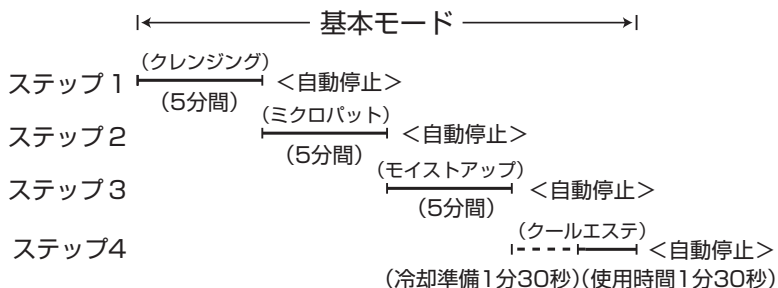 基本モード
(クレンジング)
ステップ1 <自動停止>
(5分間)
(ミクロパット)
ステップ2 <自動停止>
(5分間)
(モイストアップ)
ステップ3 <自動停止>
(5分間)
(クールエステ)
ステップ4 <自動停止>
(冷却準備1分30秒)(使用時間1分30秒)